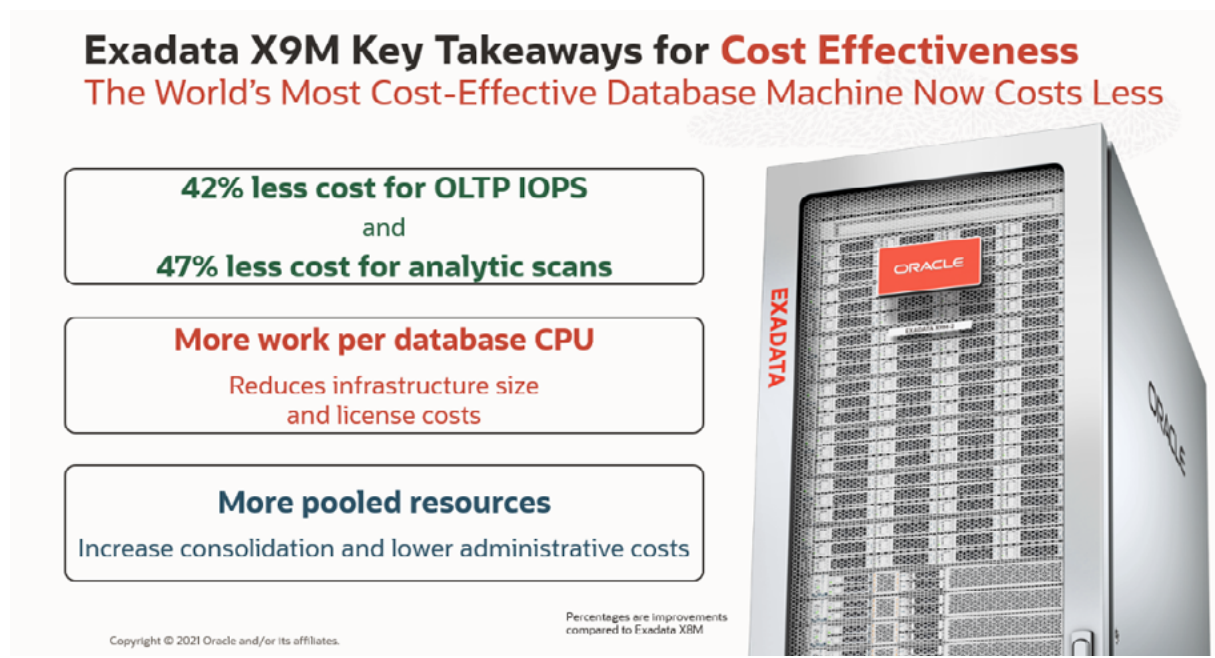 Exadata X9M Key Takeaways for Cost Effectiveness
The World's Most Cost-Effective Database Machine Now Costs Less
42% less cost for OLTP IOPS
and
47% less cost for analytic scans
More work per database CPU
Reduces infrastructure size
and license costs
More pooled resources
Increase consolidation and lower administrative costs
Percentages are improvements
compared to Exadata X8M
Copyright © 2021 Oracle and/or its affiliates.
ORACLE
EXADATA X9M-2
EXADATA
ORACLE